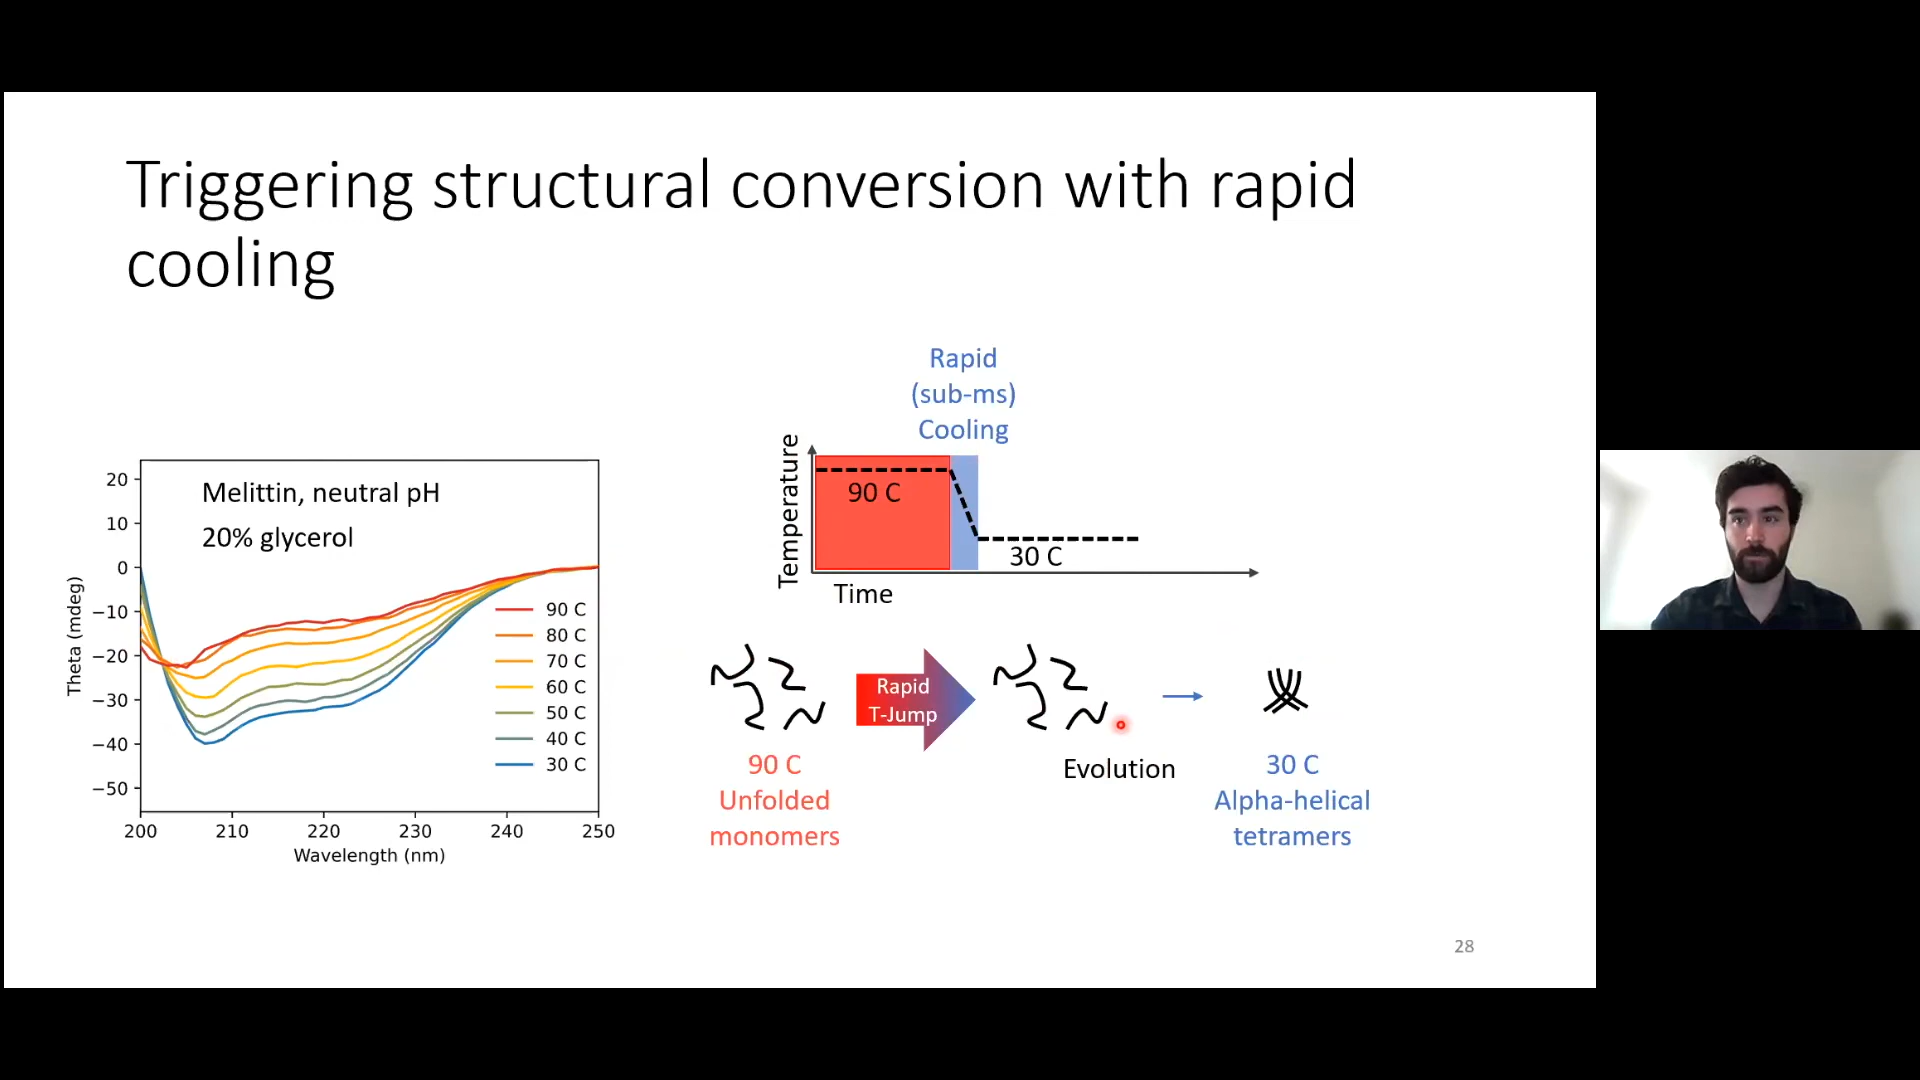 Triggering structural conversion with rapid
cooling
Rapid
(sub-ms)
Cooling
Temperature
90 C
30 C
Time
Melittin, neutral pH
20% glycerol
20
10
0
−10
−20
−30
−40
−50
Theta (mdeg)
90 C
80 C
70 C
60 C
50 C
40 C
30 C
200 210 220 230 240 250
Wavelength (nm)
Rapid
T-Jump
90 C
Unfolded
monomers
Evolution
30 C
Alpha-helical
tetramers
28